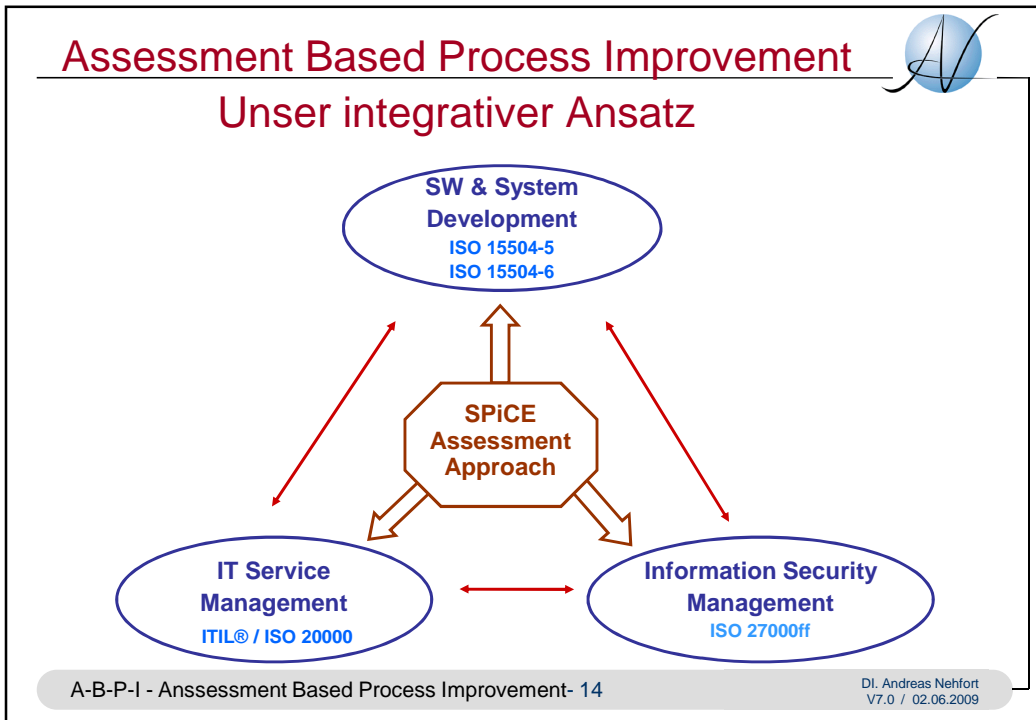 Assessment Based Process Improvement
Unser integrativer Ansatz
SW & System
Development
ISO 15504-5
ISO 15504-6
SPiCE
Assessment
Approach
IT Service
Management
ITIL® / ISO 20000
Information Security
Management
ISO 27000ff
A-B-P-I - Anssessment Based Process Improvement- 14
DI. Andreas Nehfort
V7.0 / 02.06.2009